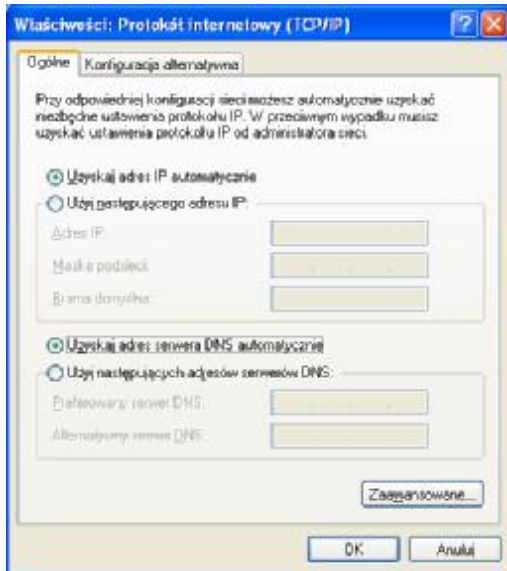 Właściwości: Protokół internetowy (TCP/IP)
Ogólne Konfiguracja alternatywna
Przy odpowiedniej konfiguracji sieci możesz automatycznie uzyskać
niezbędne ustawienia protokołu IP. W przeciwnym wypadku musisz
uzyskać ustawienia protokołu IP od administratora sieci.
Uzyskaj adres IP automatycznie
Użyj następującego adresu IP:
Adres IP:
Maska podsieci:
Brama domyślna:
Uzyskaj adres serwera DNS automatycznie
Użyj następujących adresów serwerów DNS:
Preferowany serwer DNS:
Alternatywny serwer DNS:
Zaawansowane...
OK Anuluj